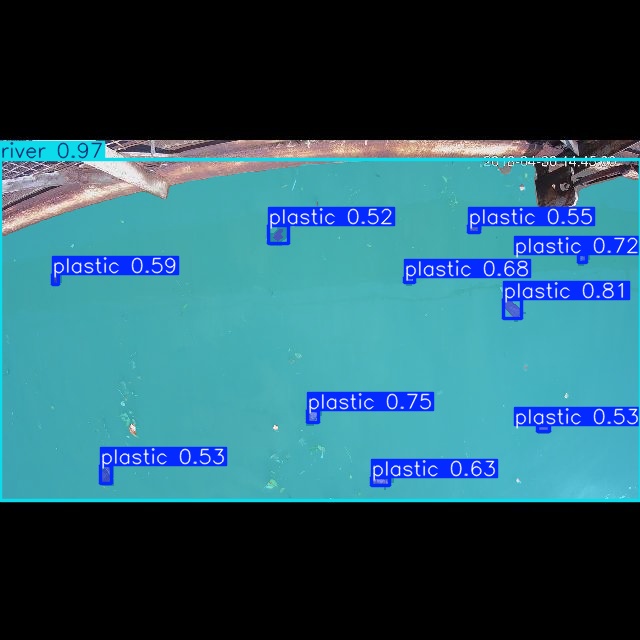 river 0.97
plastic 0.52
plastic 0.55
plastic 0.72
plastic 0.59
plastic 0.68
plastic 0.81
plastic 0.75
plastic 0.53
plastic 0.53
plastic 0.63